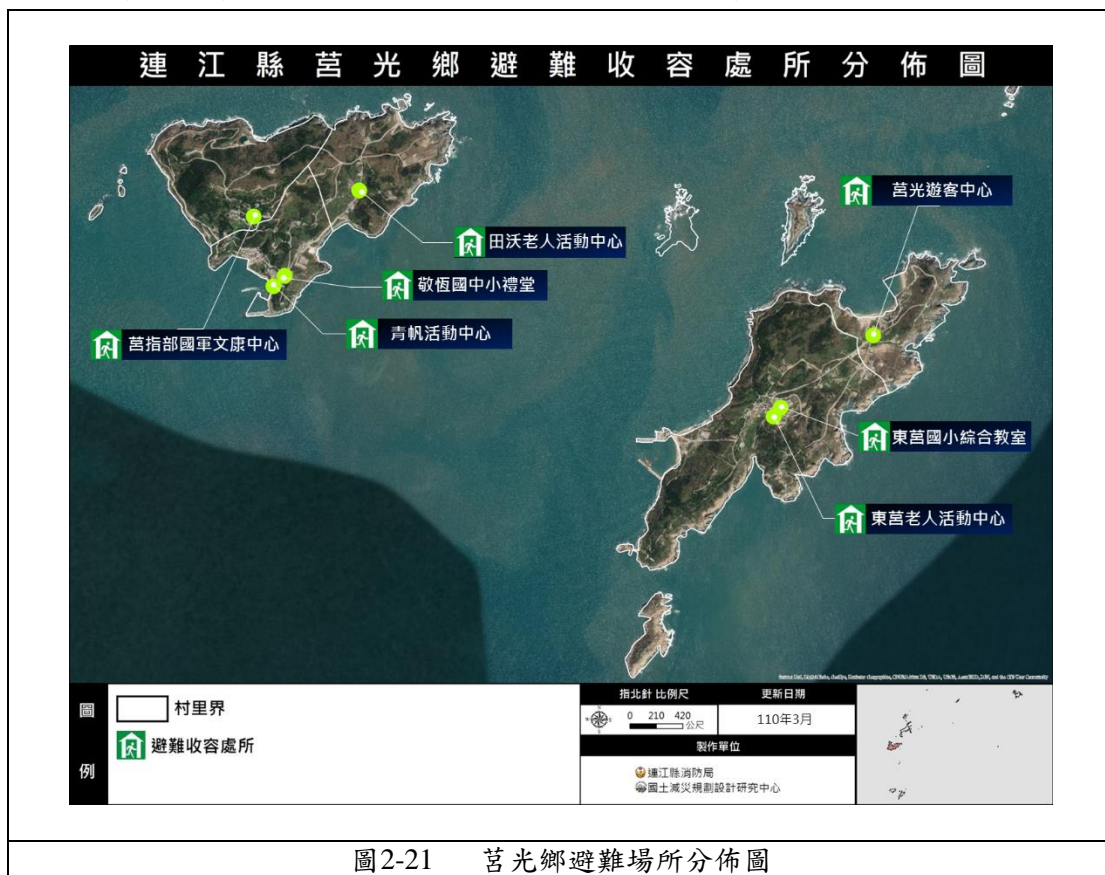 連江縣莒光鄉避難收容處所分佈圖
莒光遊客中心
田沃老人活動中心
敬恆國中小禮堂
青帆活動中心
莒指部國軍文康中心
東莒國小綜合教室
東莒老人活動中心
圖例
村里界
避難收容處所
指北針 比例尺
0 210 420
公尺
更新日期
110年3月
製作單位
連江縣消防局
國土減災規劃設計研究中心
圖2-21 莒光鄉避難場所分佈圖